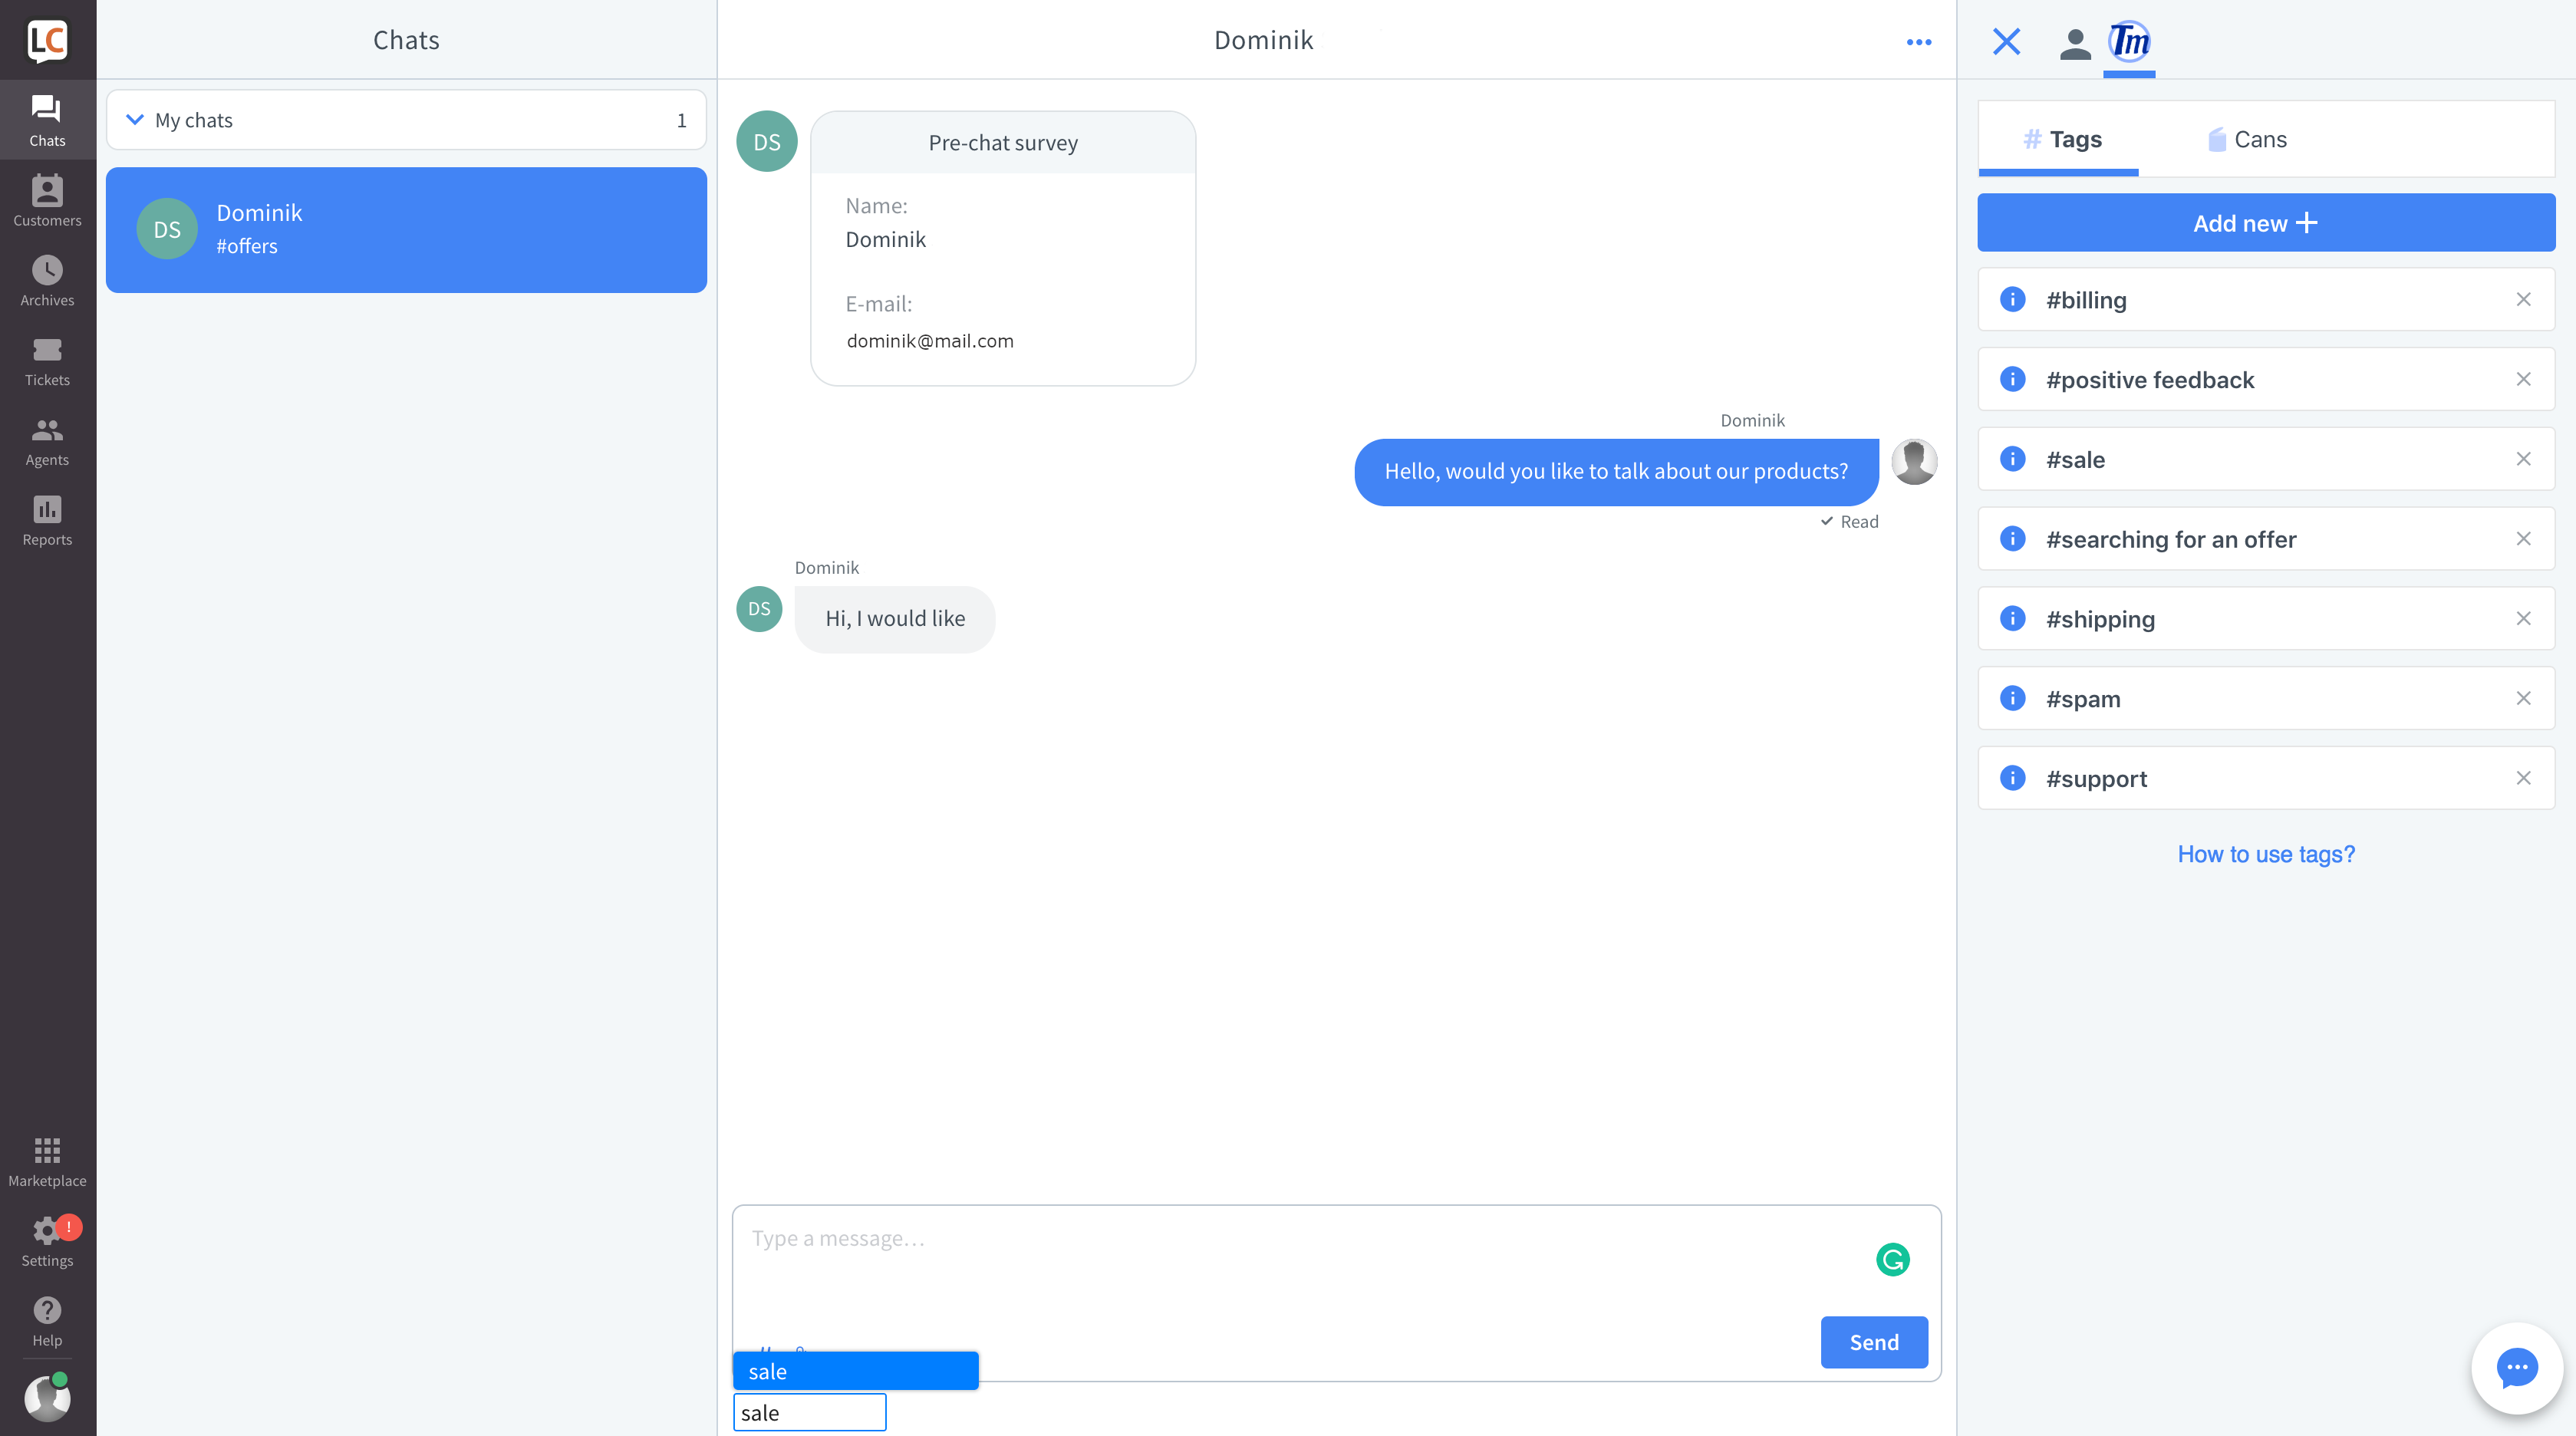 LC
Chats
Customers
Archives
Tickets
Agents
Reports
Marketplace
!
Settings
?
Help
Chats
My chats 1
DS
Dominik
#offers
Dominik
DS
Pre-chat survey
Name:
Dominik
E-mail:
dominik@mail.com
Dominik
Hello, would you like to talk about our products?
Read
Dominik
DS
Hi, I would like
Type a message...
G
Send
sale
sale
Tm
# Tags
Cans
Add new +
i #billing
i #positive feedback
i #sale
i #searching for an offer
i #shipping
i #spam
i #support
How to use tags?